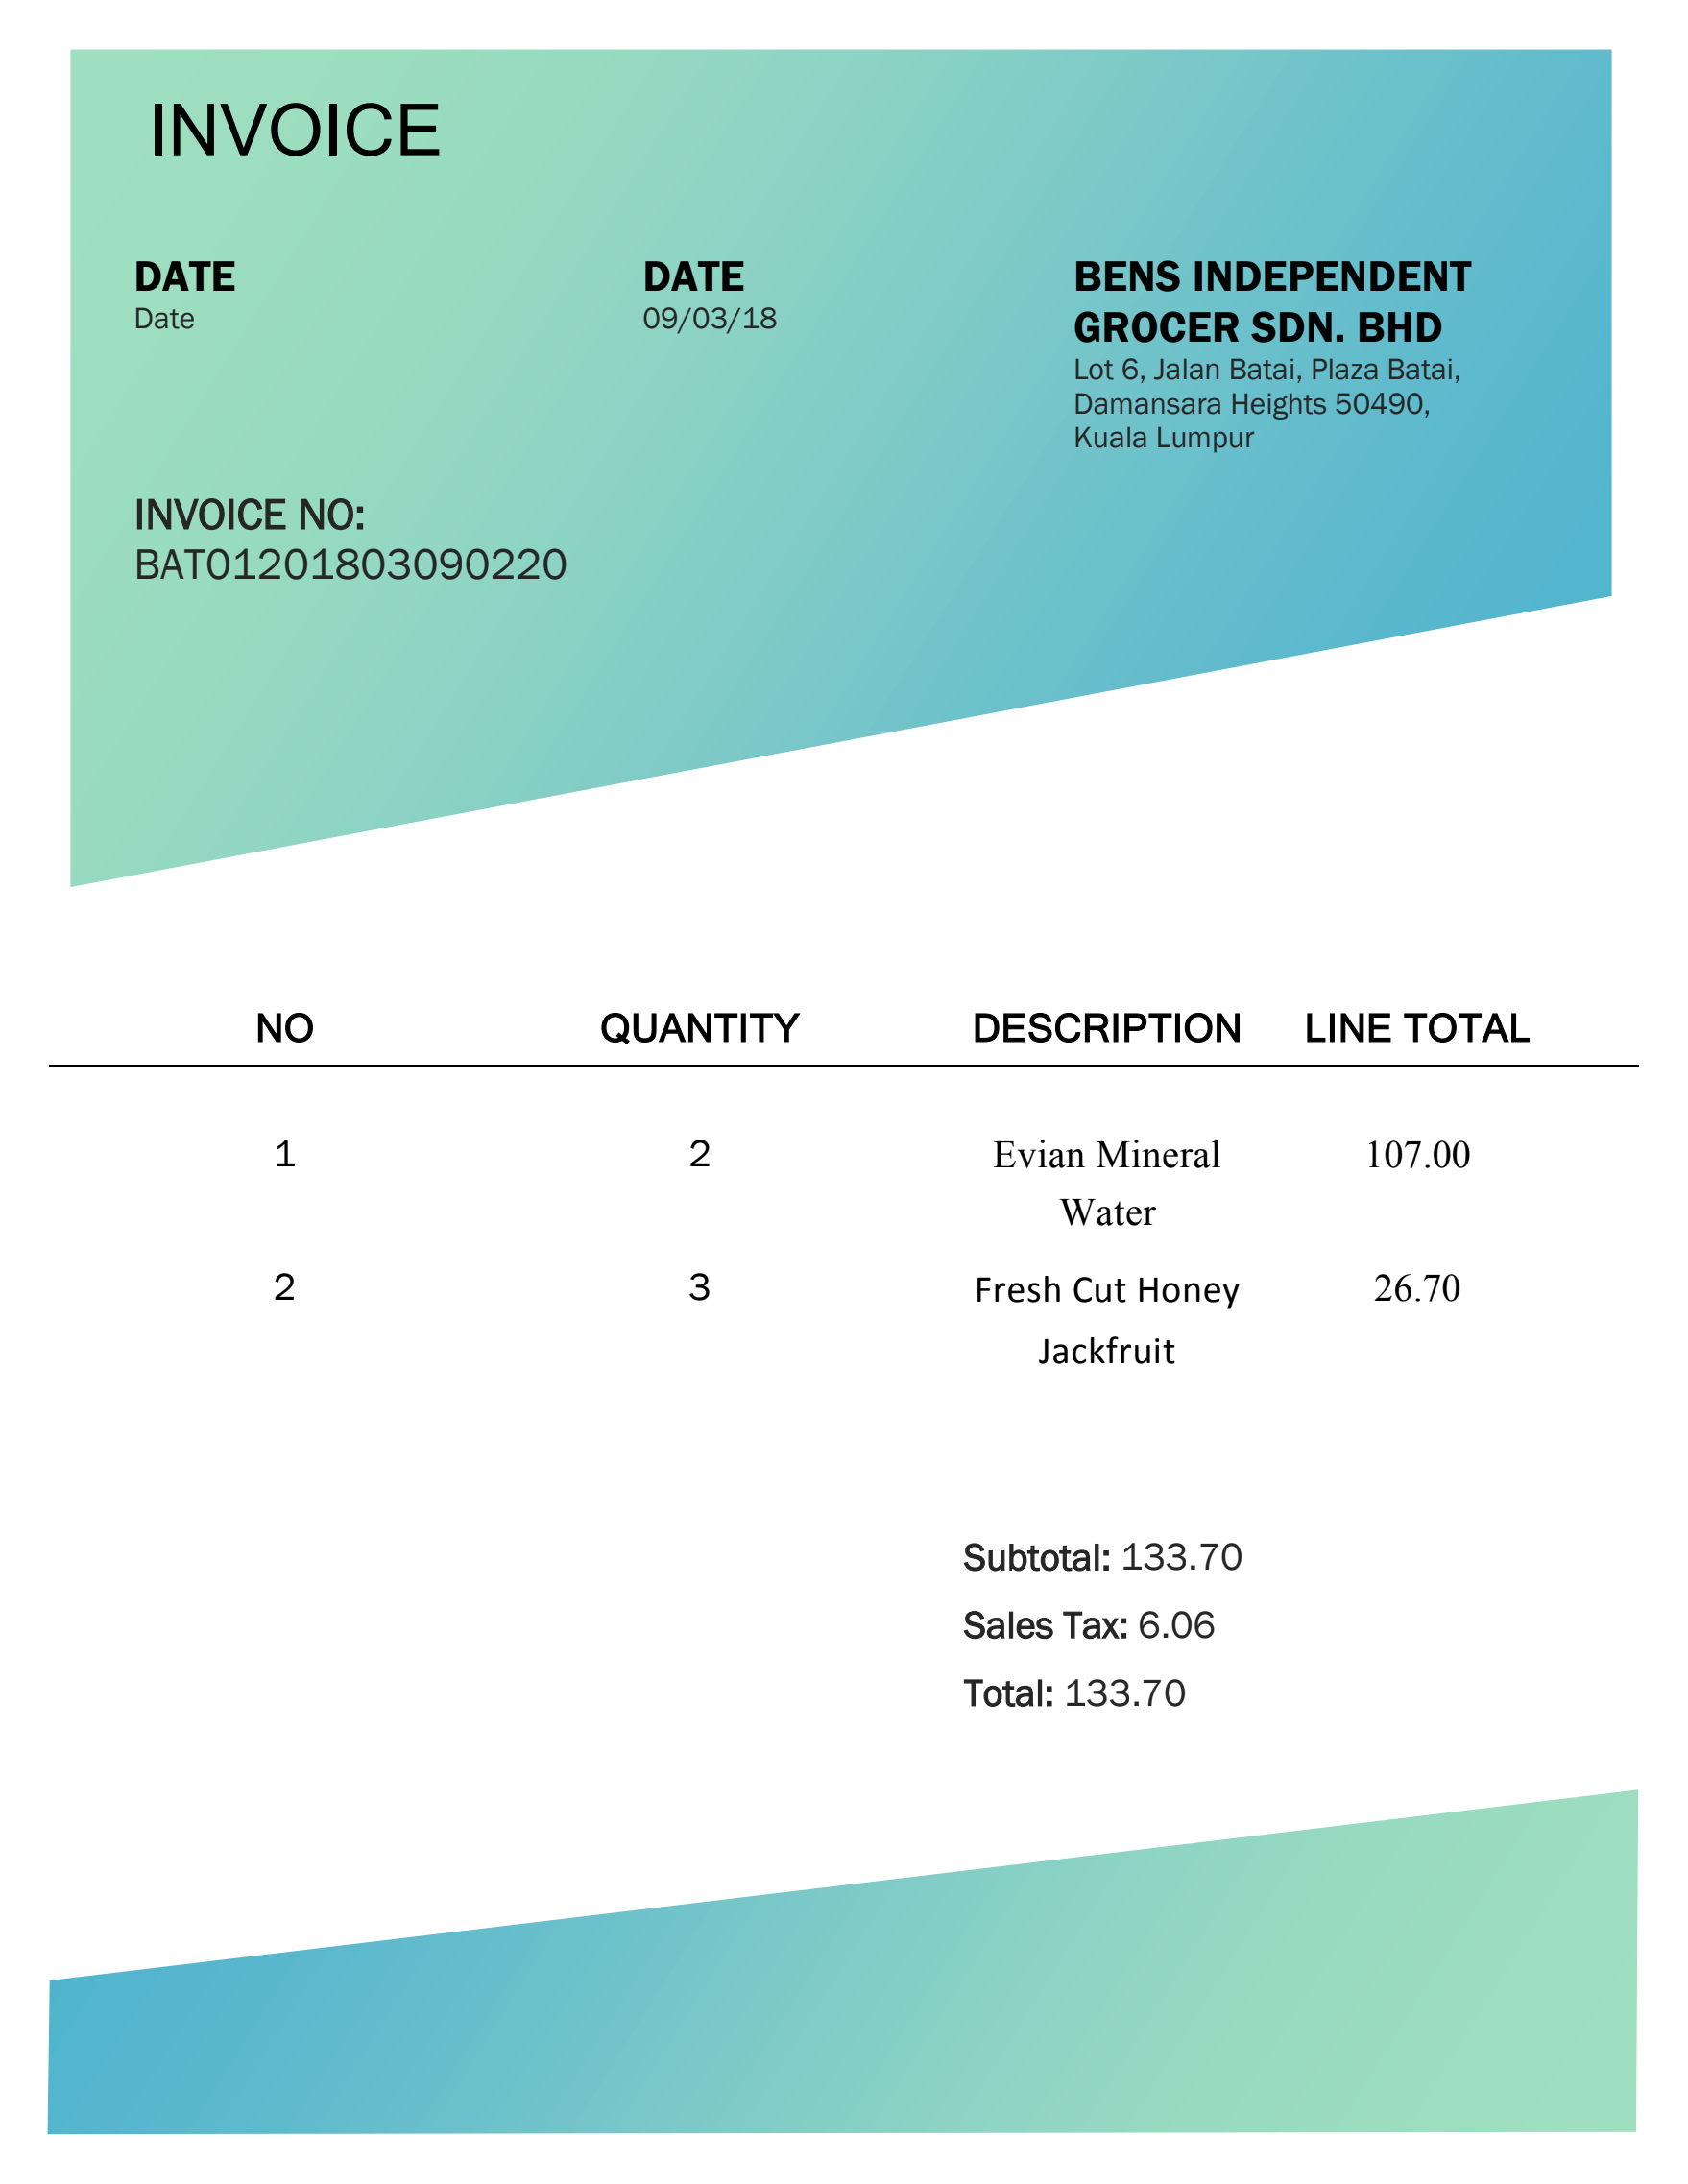 INVOICE
DATE
Date
DATE
09/03/18
BENS INDEPENDENT
GROCER SDN. BHD
Lot 6, Jalan Batai, Plaza Batai,
Damansara Heights 50490,
Kuala Lumpur
INVOICE NO:
BAT01201803090220
NO QUANTITY DESCRIPTION LINE TOTAL
1 2 Evian Mineral 107.00
Water
2 3 Fresh Cut Honey 26.70
Jackfruit
Subtotal: 133.70
Sales Tax: 6.06
Total: 133.70